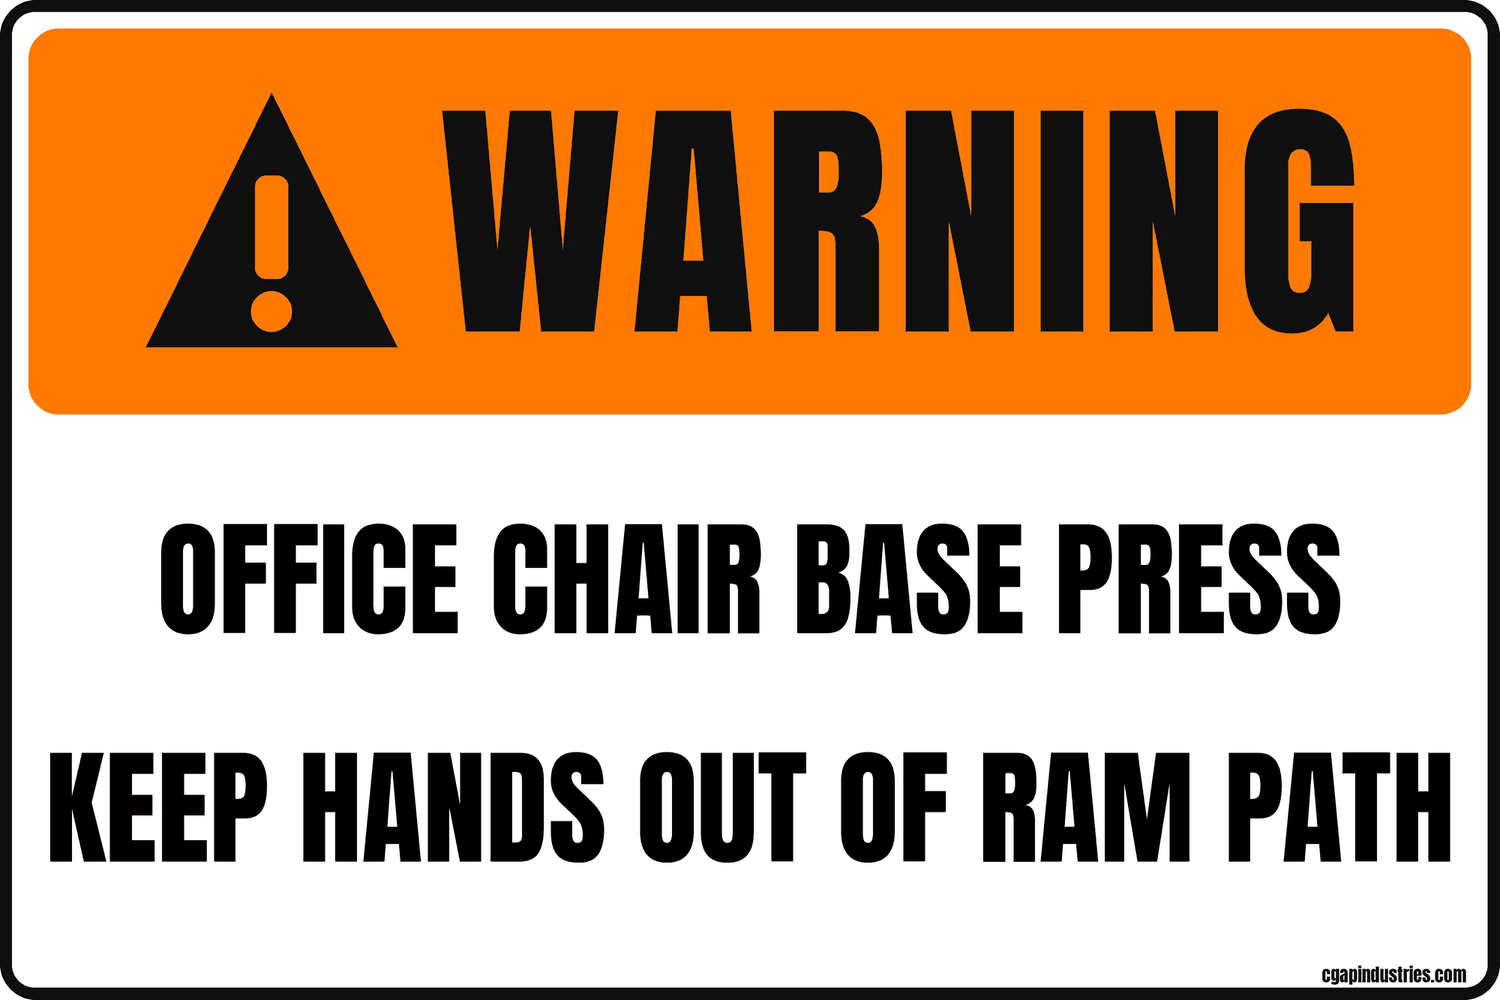 WARNING
OFFICE CHAIR BASE PRESS
KEEP HANDS OUT OF RAM PATH
cgapindustries.com